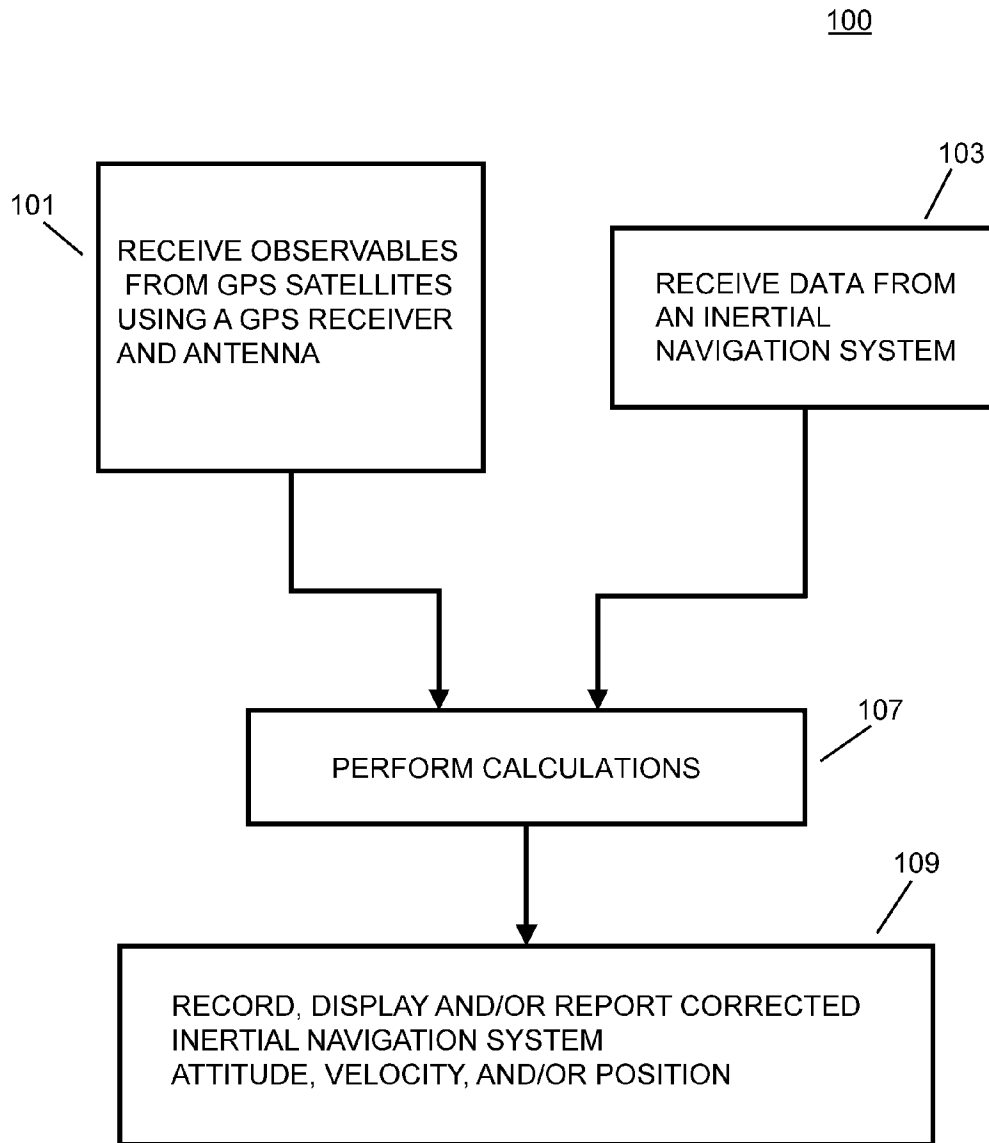 100
101
RECEIVE OBSERVABLES
FROM GPS SATELLITES
USING A GPS RECEIVER
AND ANTENNA
103
RECEIVE DATA FROM
AN INERTIAL
NAVIGATION SYSTEM
107
PERFORM CALCULATIONS
109
RECORD, DISPLAY AND/OR REPORT CORRECTED
INERTIAL NAVIGATION SYSTEM
ATTITUDE, VELOCITY, AND/OR POSITION